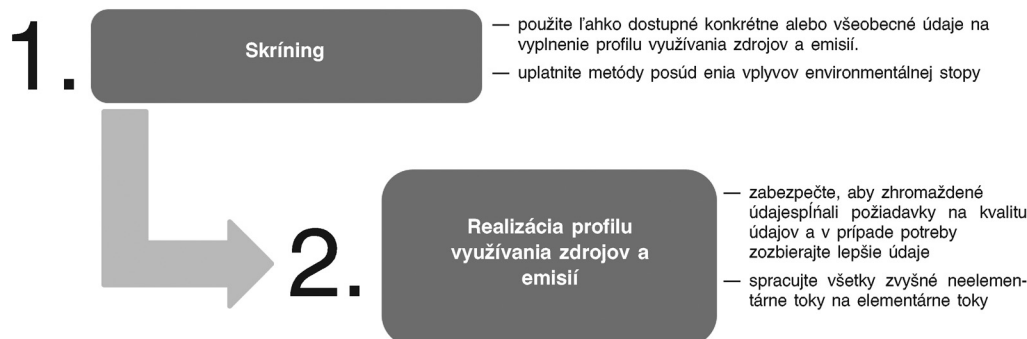 1.
Skríning
— použite ľahko dostupné konkrétne alebo všeobecné údaje na
vyplnenie profilu využívania zdrojov a emisií.
— uplatnite metódy posúd enia vplyvov environmentálnej stopy
2.
Realizácia profilu
využívania zdrojov a
emisií
— zabezpečte, aby zhromaždené
údajespĺňali požiadavky na kvalitu
údajov a v prípade potreby
zozbierajte lepšie údaje
— spracujte všetky zvyšné neelemen-
tárne toky na elementárne toky